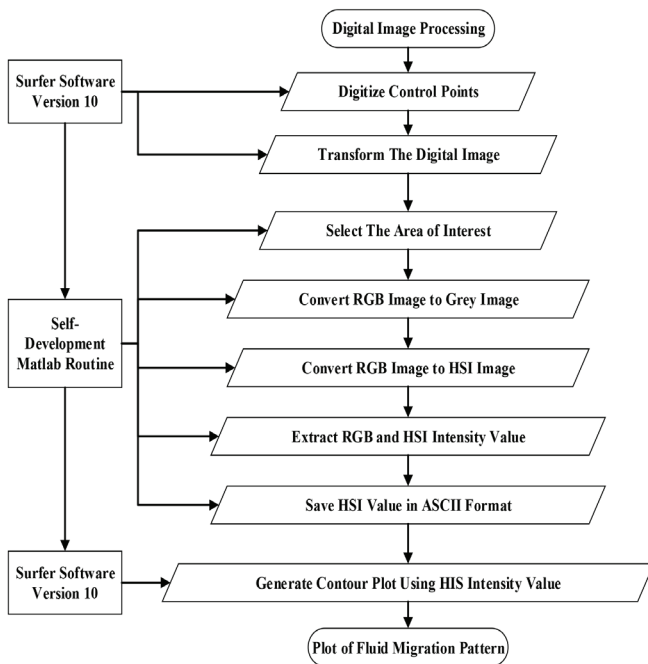 Digital Image Processing
Surfer Software
Version 10
Digitize Control Points
Transform The Digital Image
Select The Area of Interest
Convert RGB Image to Grey Image
Self-
Development
Matlab Routine
Convert RGB Image to HSI Image
Extract RGB and HSI Intensity Value
Save HSI Value in ASCII Format
Surfer Software
Version 10
Generate Contour Plot Using HIS Intensity Value
Plot of Fluid Migration Pattern